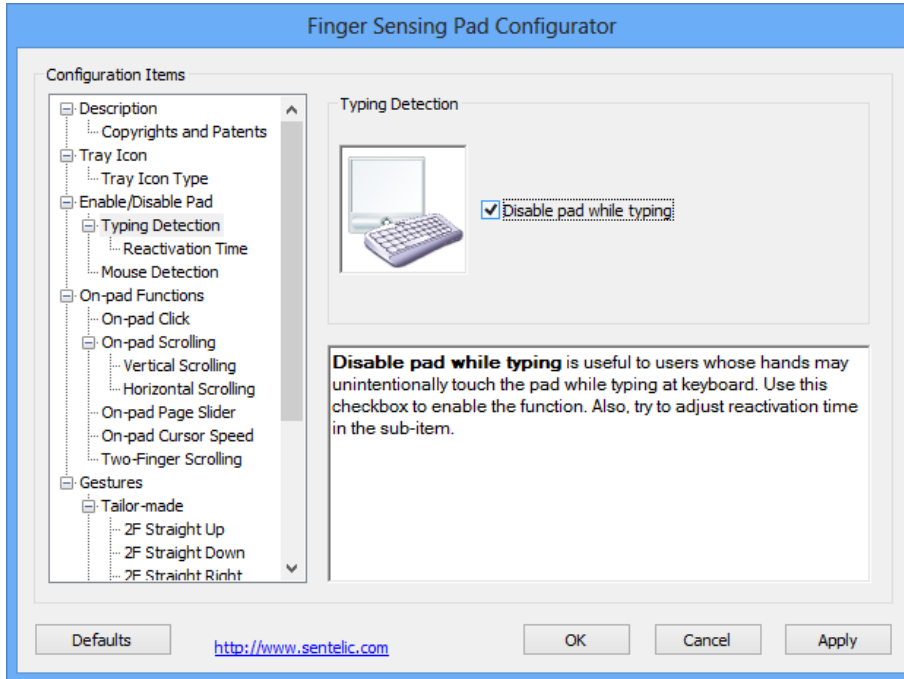 Finger Sensing Pad Configurator
Configuration Items
Description
Copyrights and Patents
Tray Icon
Tray Icon Type
Enable/Disable Pad
Typing Detection
Reactivation Time
Mouse Detection
On-pad Functions
On-pad Click
On-pad Scrolling
Vertical Scrolling
Horizontal Scrolling
On-pad Page Slider
On-pad Cursor Speed
Two-Finger Scrolling
Gestures
Tailor-made
2F Straight Up
2F Straight Down
2F Straight Right
Typing Detection
Disable pad while typing
Disable pad while typing is useful to users whose hands may
unintentionally touch the pad while typing at keyboard. Use this
checkbox to enable the function. Also, try to adjust reactivation time
in the sub-item.
Defaults
http://www.sentelic.com
OK
Cancel
Apply